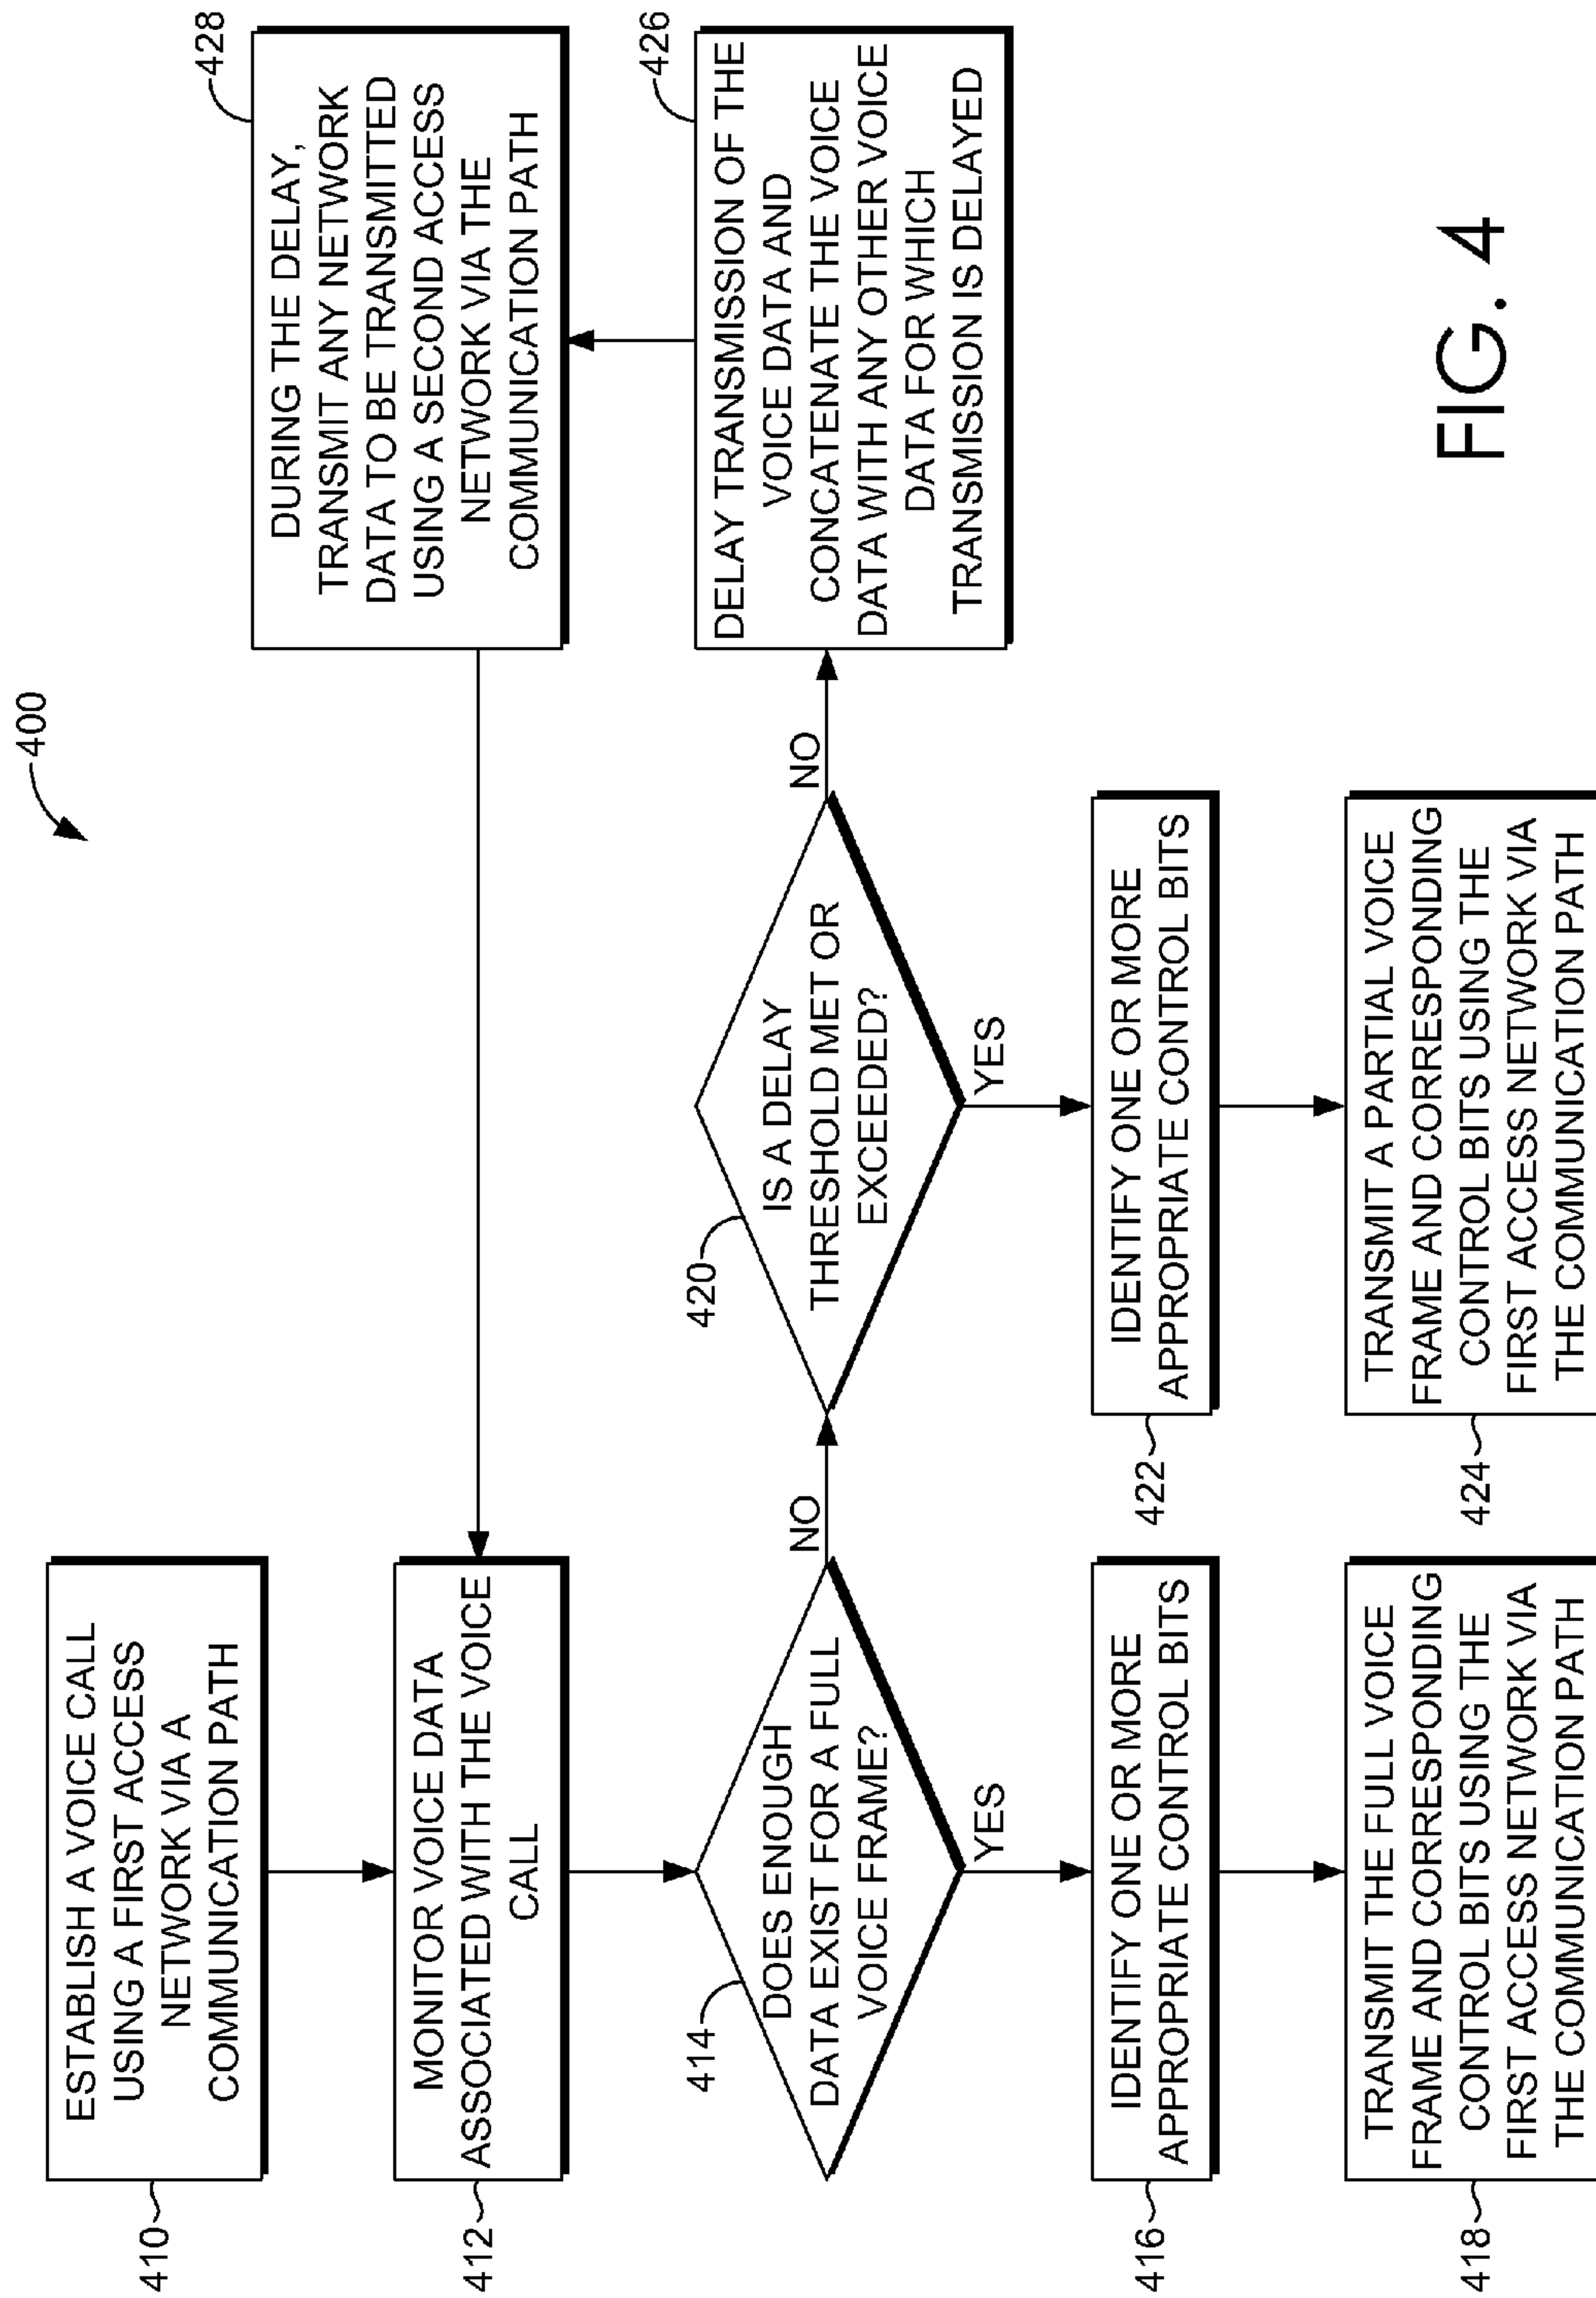 400
410
ESTABLISH A VOICE CALL
USING A FIRST ACCESS
NETWORK VIA A
COMMUNICATION PATH
412
MONITOR VOICE DATA
ASSOCIATED WITH THE VOICE
CALL
414
DOES ENOUGH
DATA EXIST FOR A FULL
VOICE FRAME?
NO
YES
416
IDENTIFY ONE OR MORE
APPROPRIATE CONTROL BITS
418
TRANSMIT THE FULL VOICE
FRAME AND CORRESPONDING
CONTROL BITS USING THE
FIRST ACCESS NETWORK VIA
THE COMMUNICATION PATH
420
IS A DELAY
THRESHOLD MET OR
EXCEEDED?
NO
YES
422
IDENTIFY ONE OR MORE
APPROPRIATE CONTROL BITS
424
TRANSMIT A PARTIAL VOICE
FRAME AND CORRESPONDING
CONTROL BITS USING THE
FIRST ACCESS NETWORK VIA
THE COMMUNICATION PATH
426
DELAY TRANSMISSION OF THE
VOICE DATA AND
CONCATENATE THE VOICE
DATA WITH ANY OTHER VOICE
DATA FOR WHICH
TRANSMISSION IS DELAYED
428
DURING THE DELAY,
TRANSMIT ANY NETWORK
DATA TO BE TRANSMITTED
USING A SECOND ACCESS
NETWORK VIA THE
COMMUNICATION PATH
FIG. 4